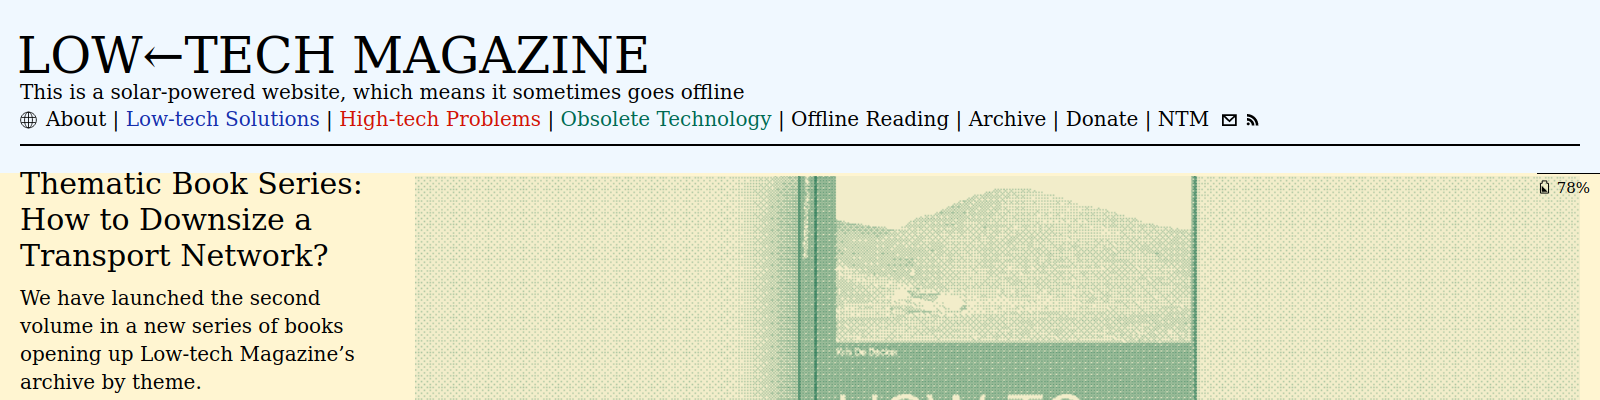 LOW←TECH MAGAZINE
This is a solar-powered website, which means it sometimes goes offline
About | Low-tech Solutions | High-tech Problems | Obsolete Technology | Offline Reading | Archive | Donate | NTM
78%
Thematic Book Series:
How to Downsize a
Transport Network?
We have launched the second
volume in a new series of books
opening up Low-tech Magazine’s
archive by theme.
Kris De Decker
HOW TO